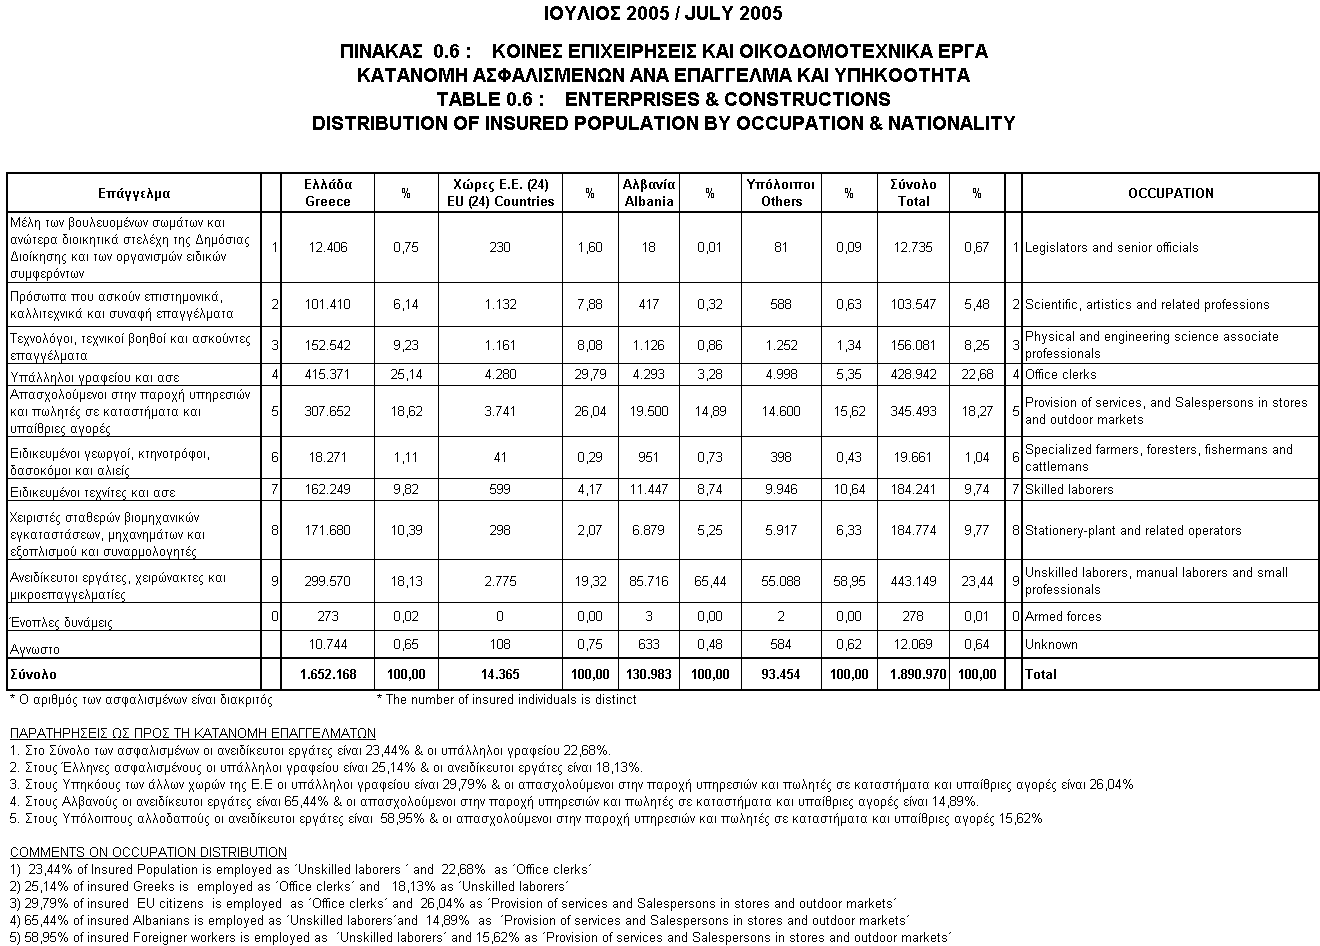 ΙΟΥΛΙΟΣ 2005 / JULY 2005
ΠΙΝΑΚΑΣ 0.6 : ΚΟΙΝΕΣ ΕΠΙΧΕΙΡΗΣΕΙΣ ΚΑΙ ΟΙΚΟΔΟΜΟΤΕΧΝΙΚΑ ΕΡΓΑ
ΚΑΤΑΝΟΜΗ ΑΣΦΑΛΙΣΜΕΝΩΝ ΑΝΑ ΕΠΑΓΓΕΛΜΑ ΚΑΙ ΥΠΗΚΟΟΤΗΤΑ
TABLE 0.6 : ENTERPRISES & CONSTRUCTIONS
DISTRIBUTION OF INSURED POPULATION BY OCCUPATION & NATIONALITY
Επάγγελμα Ελλάδα Greece % Χώρες Ε.Ε. (24) EU (24) Countries % Αλβανία Albania % Υπόλοιποι Others % Σύνολο Total % OCCUPATION
Μέλη των βουλευομένων σωμάτων και
ανώτερα διοικητικά στελέχη της Δημόσιας
Διοίκησης και των οργανισμών ειδικών
συμφερόντων
1 12.406 0,75 230 1,60 18 0,01 81 0,09 12.735 0,67 1 Legislators and senior officials
Πρόσωπα που ασκούν επιστημονικά,
καλλιτεχνικά και συναφή επαγγέλματα
2 101.410 6,14 1.132 7,88 417 0,32 588 0,63 103.547 5,48 2 Scientific, artistics and related professions
Τεχνολόγοι, τεχνικοί βοηθοί και ασκούντες
επαγγέλματα
3 152.542 9,23 1.161 8,08 1.126 0,86 1.252 1,34 156.081 8,25 3 Physical and engineering science associate
professionals
Υπάλληλοι γραφείου και ασε 4 415.371 25,14 4.280 29,79 4.293 3,28 4.998 5,35 428.942 22,68 4 Office clerks
Απασχολούμενοι στην παροχή υπηρεσιών
και πωλητές σε καταστήματα και
υπαίθριες αγορές
5 307.652 18,62 3.741 26,04 19.500 14,89 14.600 15,62 345.493 18,27 5 Provision of services, and Salespersons in stores
and outdoor markets
Ειδικευμένοι γεωργοί, κτηνοτρόφοι,
δασοκόμοι και αλιείς
6 18.271 1,11 41 0,29 951 0,73 398 0,43 19.661 1,04 6 Specialized farmers, foresters, fishermans and
cattlemans
Ειδικευμένοι τεχνίτες και ασε 7 162.249 9,82 599 4,17 11.447 8,74 9.946 10,64 184.241 9,74 7 Skilled laborers
Χειριστές σταθερών βιομηχανικών
εγκαταστάσεων, μηχανημάτων και
εξοπλισμού και συναρμολογητές
8 171.680 10,39 298 2,07 6.879 5,25 5.917 6,33 184.774 9,77 8 Stationery-plant and related operators
Ανειδίκευτοι εργάτες, χειρώνακτες και
μικροεπαγγελματίες
9 299.570 18,13 2.775 19,32 85.716 65,44 55.088 58,95 443.149 23,44 9 Unskilled laborers, manual laborers and small
professionals
Ένοπλες δυνάμεις 0 273 0,02 0 0,00 3 0,00 2 0,00 278 0,01 0 Armed forces
Αγνωστο 10.744 0,65 108 0,75 633 0,48 584 0,62 12.069 0,64 Unknown
Σύνολο 1.652.168 100,00 14.365 100,00 130.983 100,00 93.454 100,00 1.890.970 100,00 Total
* Ο αριθμός των ασφαλισμένων είναι διακριτός * The number of insured individuals is distinct
ΠΑΡΑΤΗΡΗΣΕΙΣ ΩΣ ΠΡΟΣ ΤΗ ΚΑΤΑΝΟΜΗ ΕΠΑΓΓΕΛΜΑΤΩΝ
1. Στο Σύνολο των ασφαλισμένων οι ανειδίκευτοι εργάτες είναι 23,44% & οι υπάλληλοι γραφείου 22,68%.
2. Στους Έλληνες ασφαλισμένους οι υπάλληλοι γραφείου είναι 25,14% & οι ανειδίκευτοι εργάτες είναι 18,13%.
3. Στους Υπηκόους των άλλων χωρών της Ε.Ε οι υπάλληλοι γραφείου είναι 29,79% & οι απασχολούμενοι στην παροχή υπηρεσιών και πωλητές σε καταστήματα και υπαίθριες αγορές είναι 26,04%
4. Στους Αλβανούς οι ανειδίκευτοι εργάτες είναι 65,44% & οι απασχολούμενοι στην παροχή υπηρεσιών και πωλητές σε καταστήματα και υπαίθριες αγορές είναι 14,89%.
5. Στους Υπόλοιπους αλλοδαπούς οι ανειδίκευτοι εργάτες είναι 58,95% & οι απασχολούμενοι στην παροχή υπηρεσιών και πωλητές σε καταστήματα και υπαίθριες αγορές 15,62%
COMMENTS ON OCCUPATION DISTRIBUTION
1) 23,44% of Insured Population is employed as ´Unskilled laborers ´ and 22,68% as ´Office clerks´
2) 25,14% of insured Greeks is employed as ´Office clerks´ and 18,13% as ´Unskilled laborers´
3) 29,79% of insured EU citizens is employed as ´Office clerks´ and 26,04% as ´Provision of services and Salespersons in stores and outdoor markets´
4) 65,44% of insured Albanians is employed as ´Unskilled laborers´and 14,89% as ´Provision of services and Salespersons in stores and outdoor markets´
5) 58,95% of insured Foreigner workers is employed as ´Unskilled laborers´ and 15,62% as ´Provision of services and Salespersons in stores and outdoor markets´